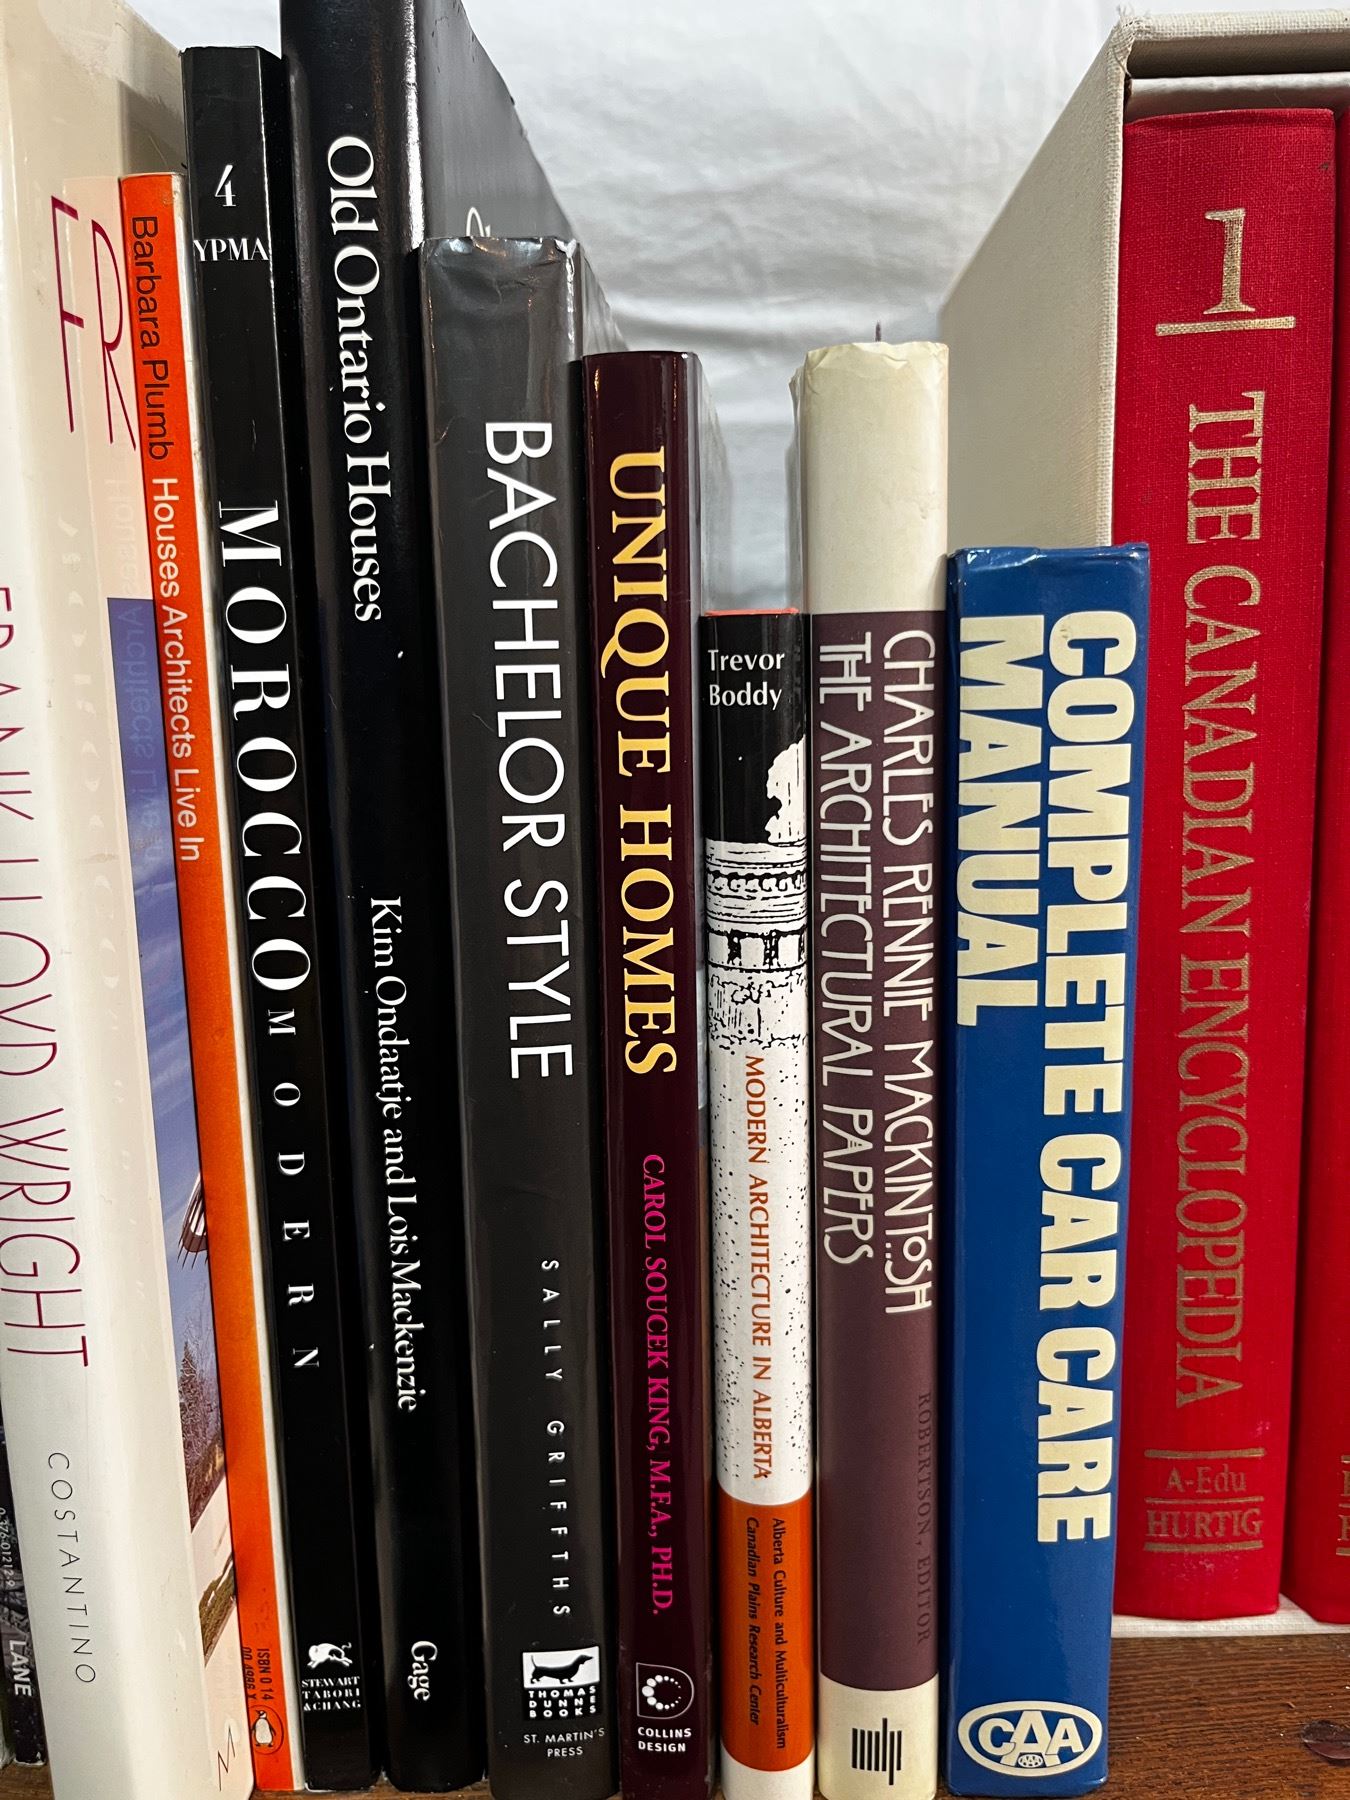 FRANK LLOYD WRIGHT
COSTANTINO
LANE
Barbara Plumb Houses Architects Live In
ISBN 0 14
4
YPMA
MOROCCO MODERN
STEWART
TABORI
& CHANG
Old Ontario Houses
Kim Ondaatje and Lois Mackenzie
Gage
BACHELOR STYLE
SALLY GRIFFITHS
THOMAS
DUNNE
BOOKS
ST. MARTIN'S
PRESS
UNIQUE HOMES
CAROL SOUCEK KING, M.F.A., PH.D.
COLLINS
DESIGN
Trevor
Boddy
MODERN ARCHITECTURE IN ALBERTA
Alberta Culture and Multiculturalism
Canadian Plains Research Center
CHARLES RENNIE MACKINTOSH
THE ARCHITECTURAL PAPERS
ROBERTSON, EDITOR
COMPLETE CAR CARE
MANUAL
CAA
1
THE CANADIAN ENCYCLOPEDIA
A-Edu
HURTIG